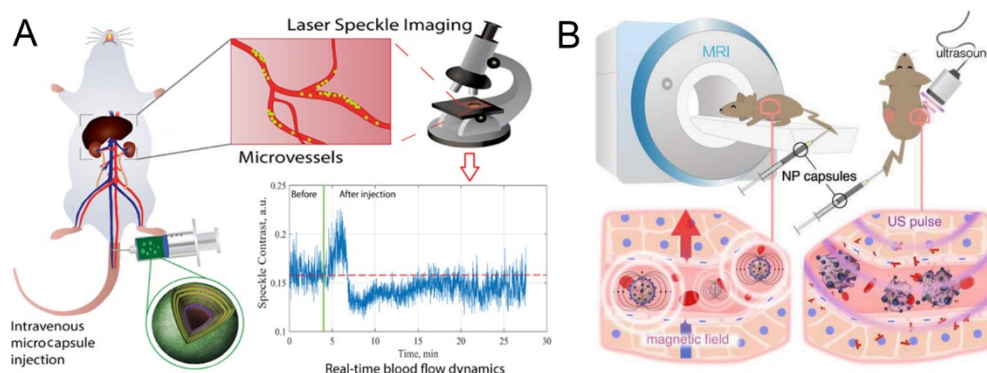 A
Laser Speckle Imaging
Microvessels
Before
After injection
Speckle Contrast, a.u.
0.25
0.2
0.15
0.1
0
5
10
15
20
25
30
Time, min
Real-time blood flow dynamics
Intravenous
microcapsule
injection
B
MRI
ultrasound
NP capsules
US pulse
magnetic field